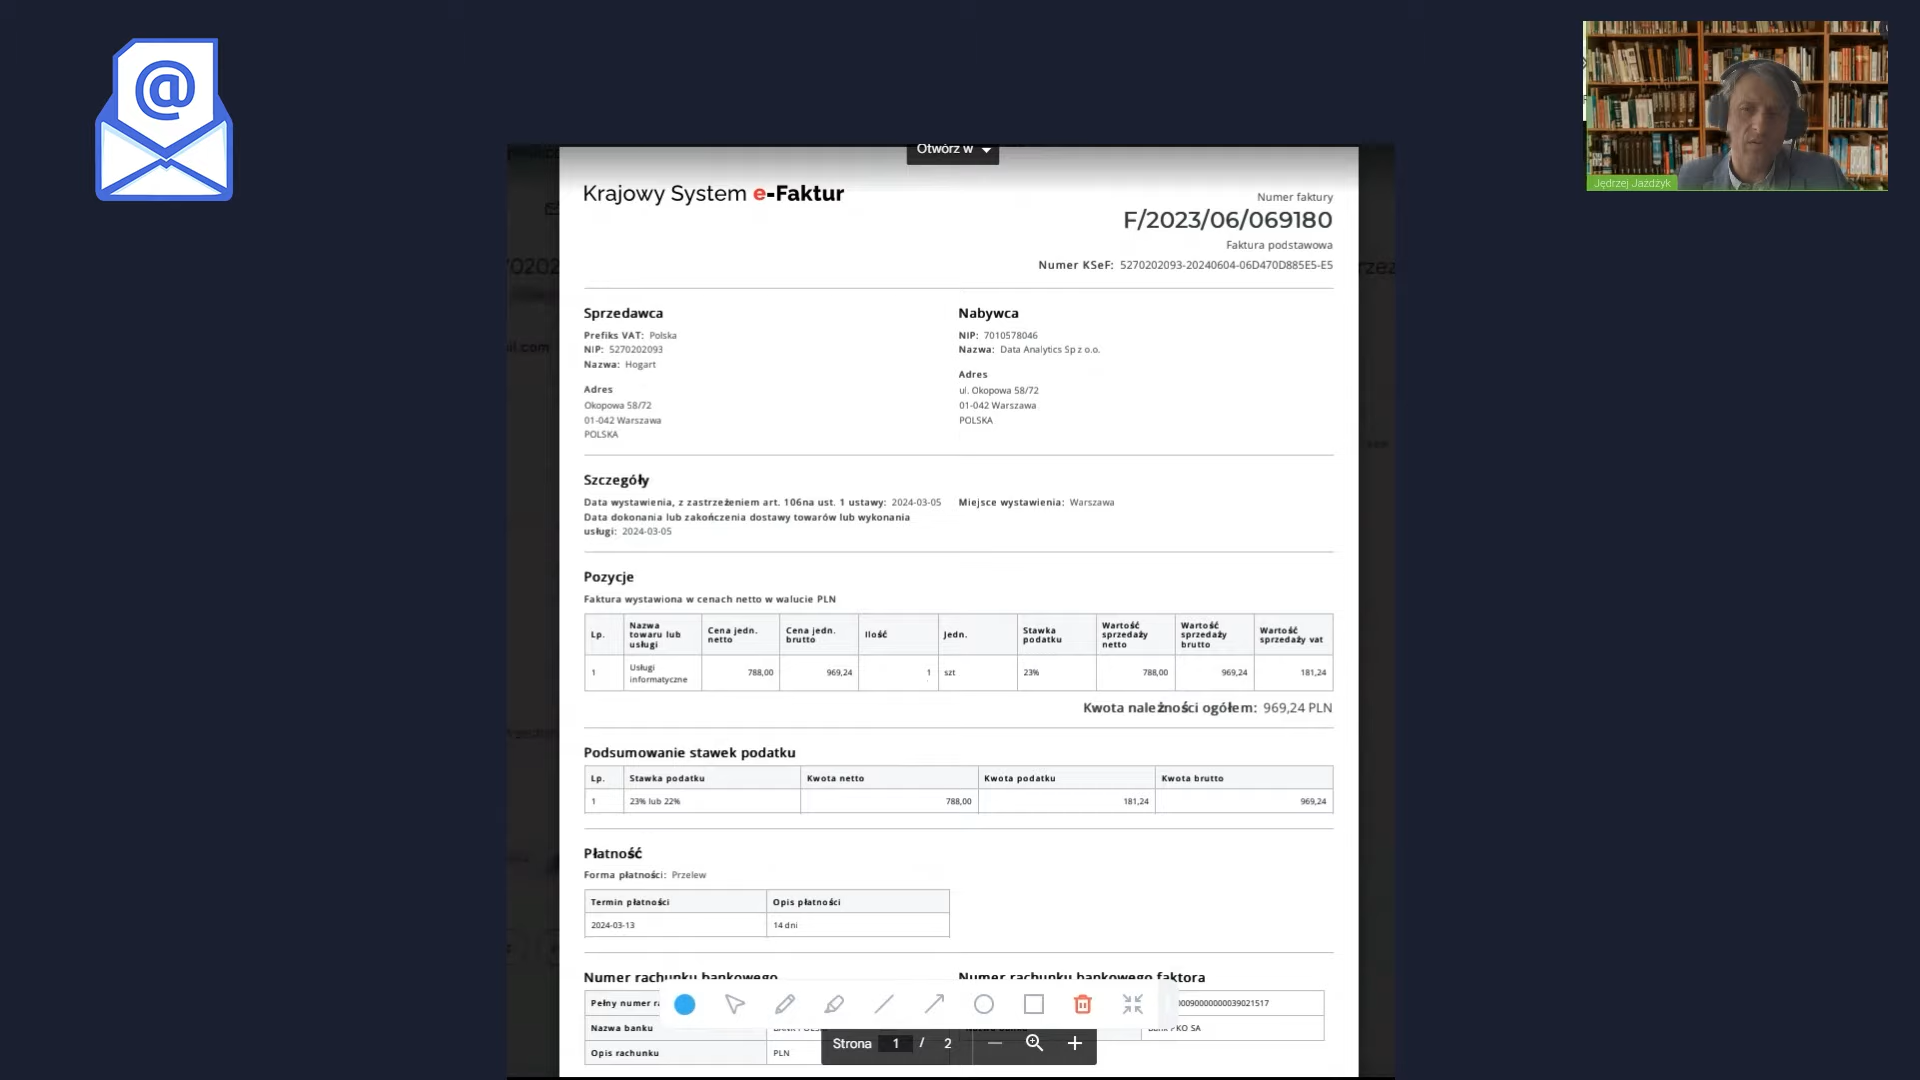 Otwórz w
Jędrzej Jażdżyk
Krajowy System e-Faktur
Numer faktury
F/2023/06/069180
Faktura podstawowa
Numer KSeF: 5270202093-20240604-06D470D885E5-E5
Sprzedawca
Prefiks VAT: Polska
NIP: 5270202093
Nazwa: Hogart
Adres
Okopowa 58/72
01-042 Warszawa
POLSKA
Nabywca
NIP: 7010578046
Nazwa: Data Analytics Sp z o.o.
Adres
ul. Okopowa 58/72
01-042 Warszawa
POLSKA
Szczegóły
Data wystawienia, z zastrzeżeniem art. 106na ust. 1 ustawy: 2024-03-05
Data dokonania lub zakończenia dostawy towarów lub wykonania
usługi: 2024-03-05
Miejsce wystawienia: Warszawa
Pozycje
Faktura wystawiona w cenach netto w walucie PLN
Lp. Nazwa towaru lub usługi Cena jedn. netto Cena jedn. brutto Ilość Jedn. Stawka podatku Wartość sprzedaży netto Wartość sprzedaży brutto Wartość sprzedaży vat
1 Usługi informatyczne 788,00 969,24 1 szt 23% 788,00 969,24 181,24
Kwota należności ogółem: 969,24 PLN
Podsumowanie stawek podatku
Lp. Stawka podatku Kwota netto Kwota podatku Kwota brutto
1 23% lub 22% 788,00 181,24 969,24
Płatność
Forma płatności: Przelew
Termin płatności Opis płatności
2024-03-13 14 dni
Numer rachunku bankowego
Pełny numer
Nazwa banku
Opis rachunku PLN
Numer rachunku bankowego faktora
00900000000039021517
PKO SA
Strona 1 / 2